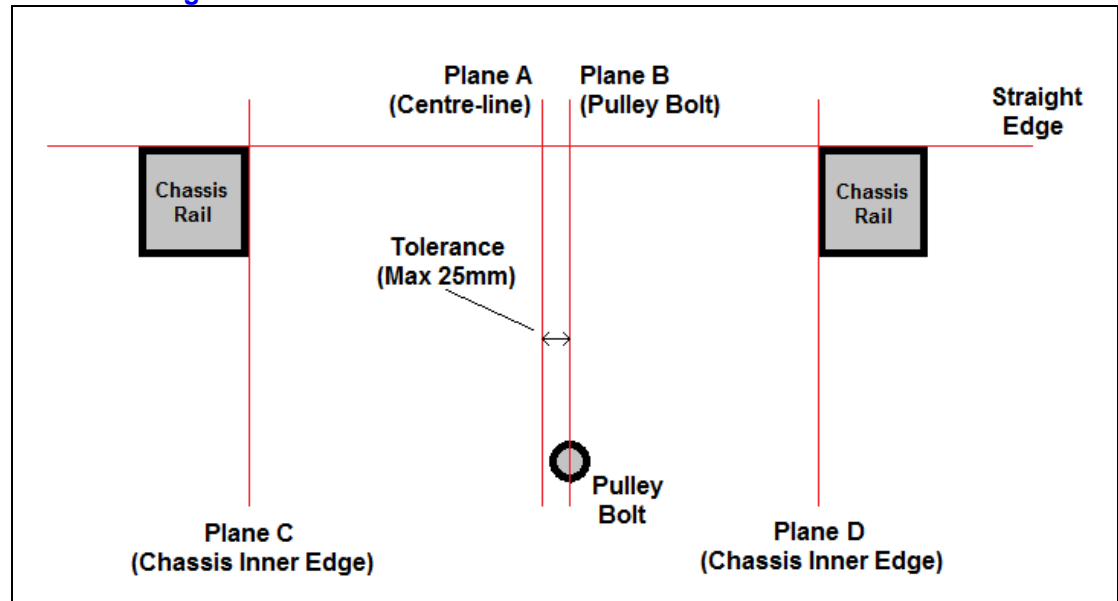 Plane A
(Centre-line)
Plane B
(Pulley Bolt)
Straight
Edge
Chassis
Rail
Chassis
Rail
Tolerance
(Max 25mm)
Pulley
Bolt
Plane C
(Chassis Inner Edge)
Plane D
(Chassis Inner Edge)